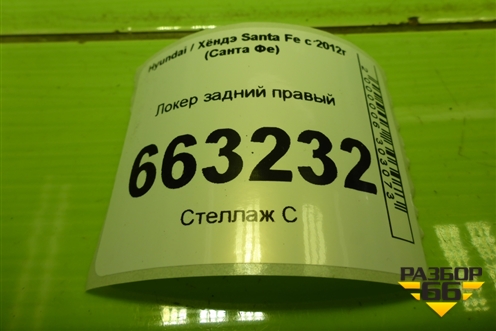 Hyundai / Хёндэ Santa Fe с 2012г
(Санта Фе)
Локер задний правый
663232
Стеллаж С
РАЗБОР
66